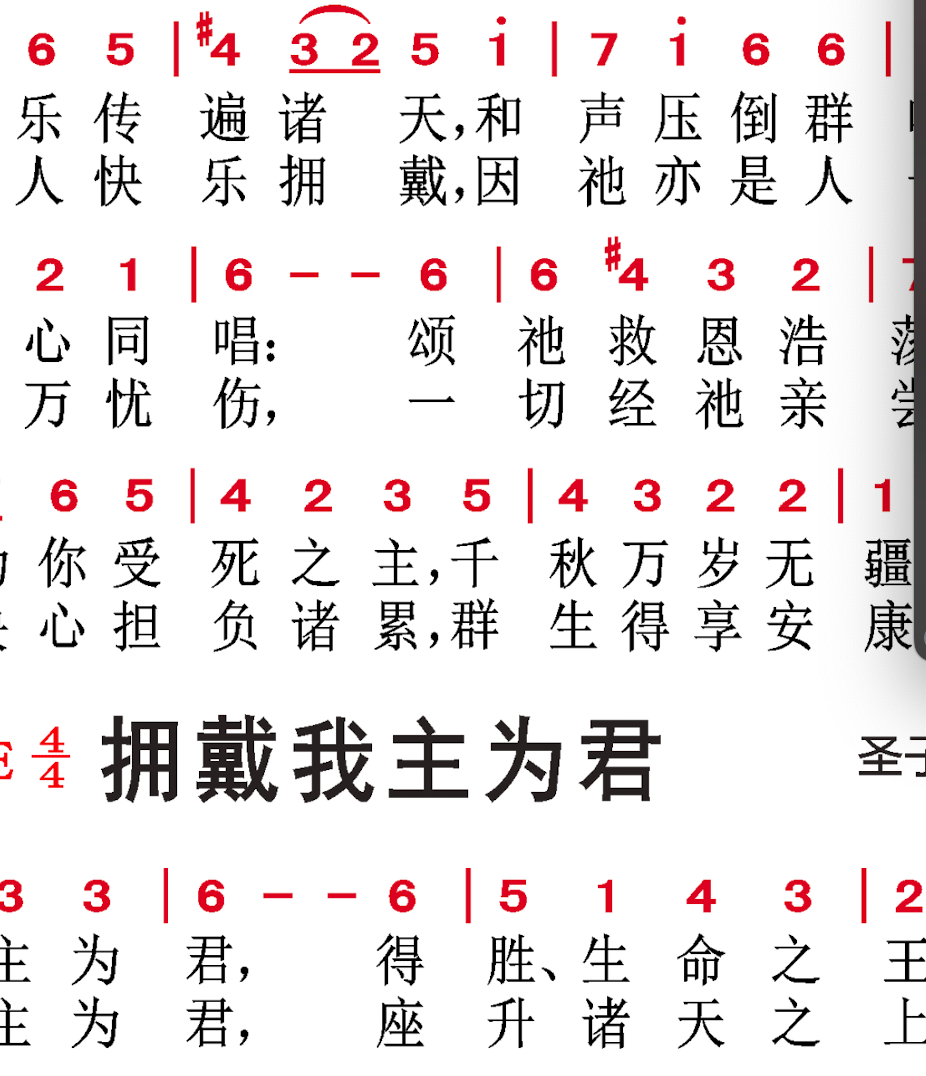 6 5 | #4 3 2 5 i | 7 i 6 6 |
乐 传 遍 诸 天，和 声 压 倒 群
人 快 乐 拥 戴，因 祂 亦 是 人
2 1 | 6 – – 6 | 6 #4 3 2 | 7
心 同 唱： 颂 祂 救 恩 浩 荡
万 忧 伤， 一 切 经 祂 亲 尝
6 5 | 4 2 3 5 | 4 3 2 2 | 1
你 受 死 之 主，千 秋 万 岁 无 疆
心 担 负 诸 累，群 生 得 享 安 康
E 4/4 拥戴我主为君 圣子
3 3 | 6 – – 6 | 5 1 4 3 | 2
主 为 君， 得 胜、生 命 之 王
主 为 君， 座 升 诸 天 之 上